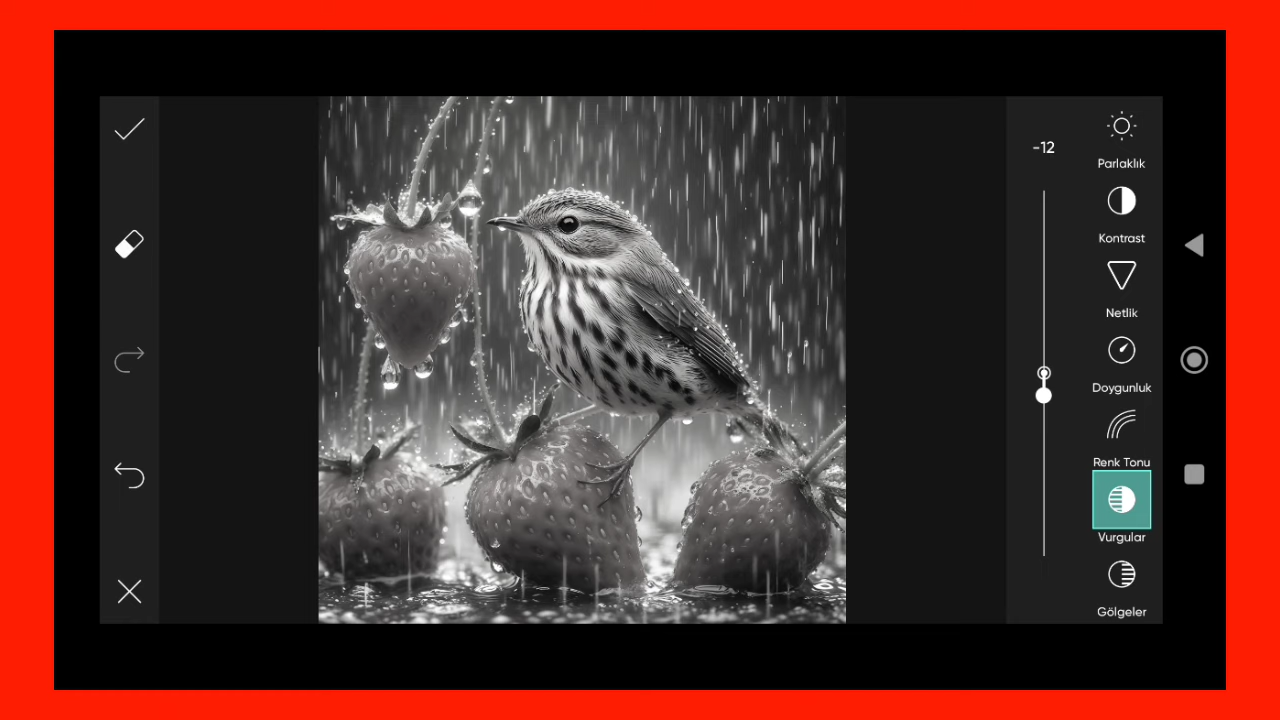 -12
Parlaklık
Kontrast
Netlik
Doygunluk
Renk Tonu
Vurgular
Gölgeler